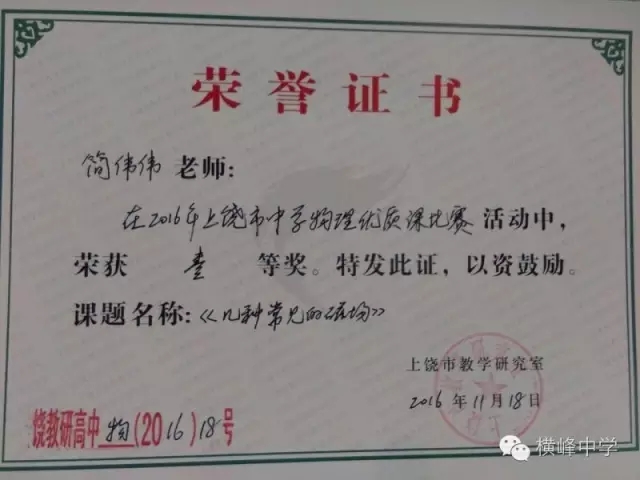 荣誉证书
简伟伟老师:
在2016年上饶市中学物理优质课比赛活动中,
荣获 壹 等奖。特发此证,以资鼓励。
课题名称:《几种常见的磁场》
上饶市教学研究室
2016年11月18日
饶教研高中物(2016)18号
横峰中学